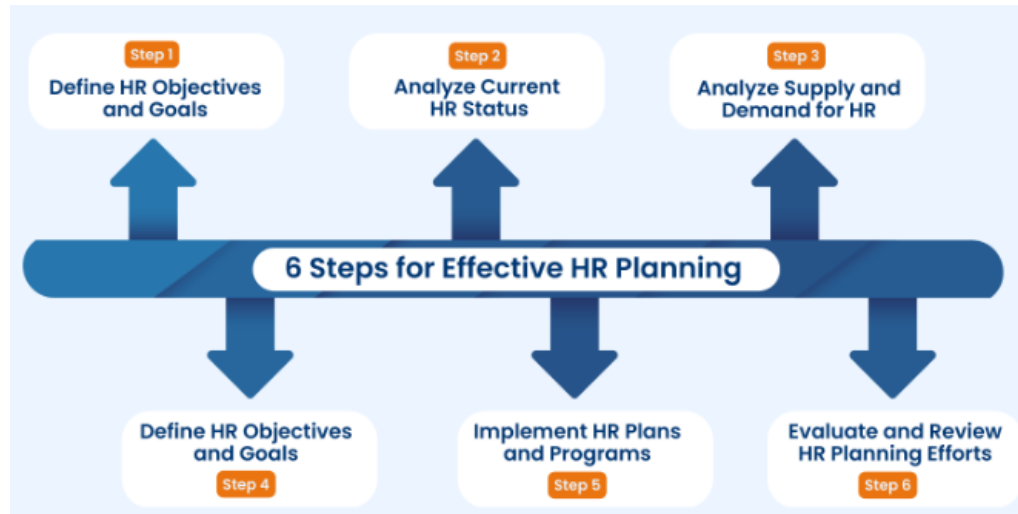 Step 1
Define HR Objectives
and Goals
Step 2
Analyze Current
HR Status
Step 3
Analyze Supply and
Demand for HR
6 Steps for Effective HR Planning
Define HR Objectives
and Goals
Step 4
Implement HR Plans
and Programs
Step 5
Evaluate and Review
HR Planning Efforts
Step 6